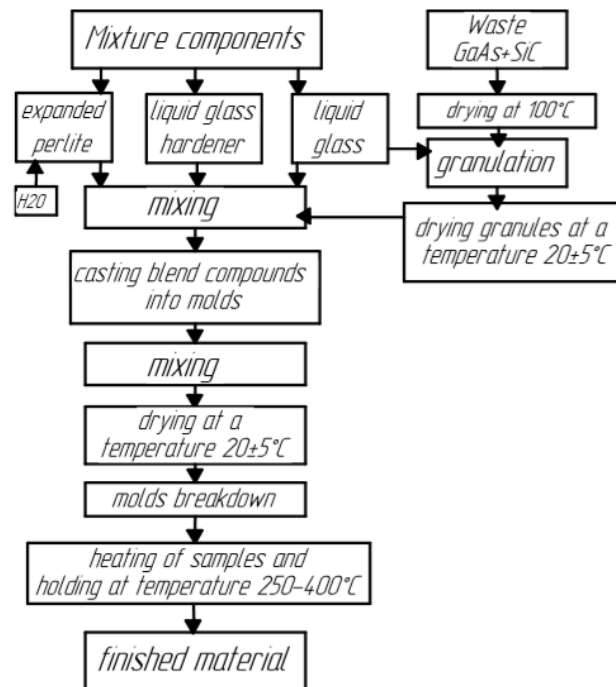 Mixture components
Waste
GaAs+SiC
expanded
perlite
liquid glass
hardener
liquid
glass
drying at 100°C
granulation
H2O
mixing
drying granules at a
temperature 20±5°C
casting blend compounds
into molds
mixing
drying at a
temperature 20±5°C
molds breakdown
heating of samples and
holding at temperature 250-400°C
finished material